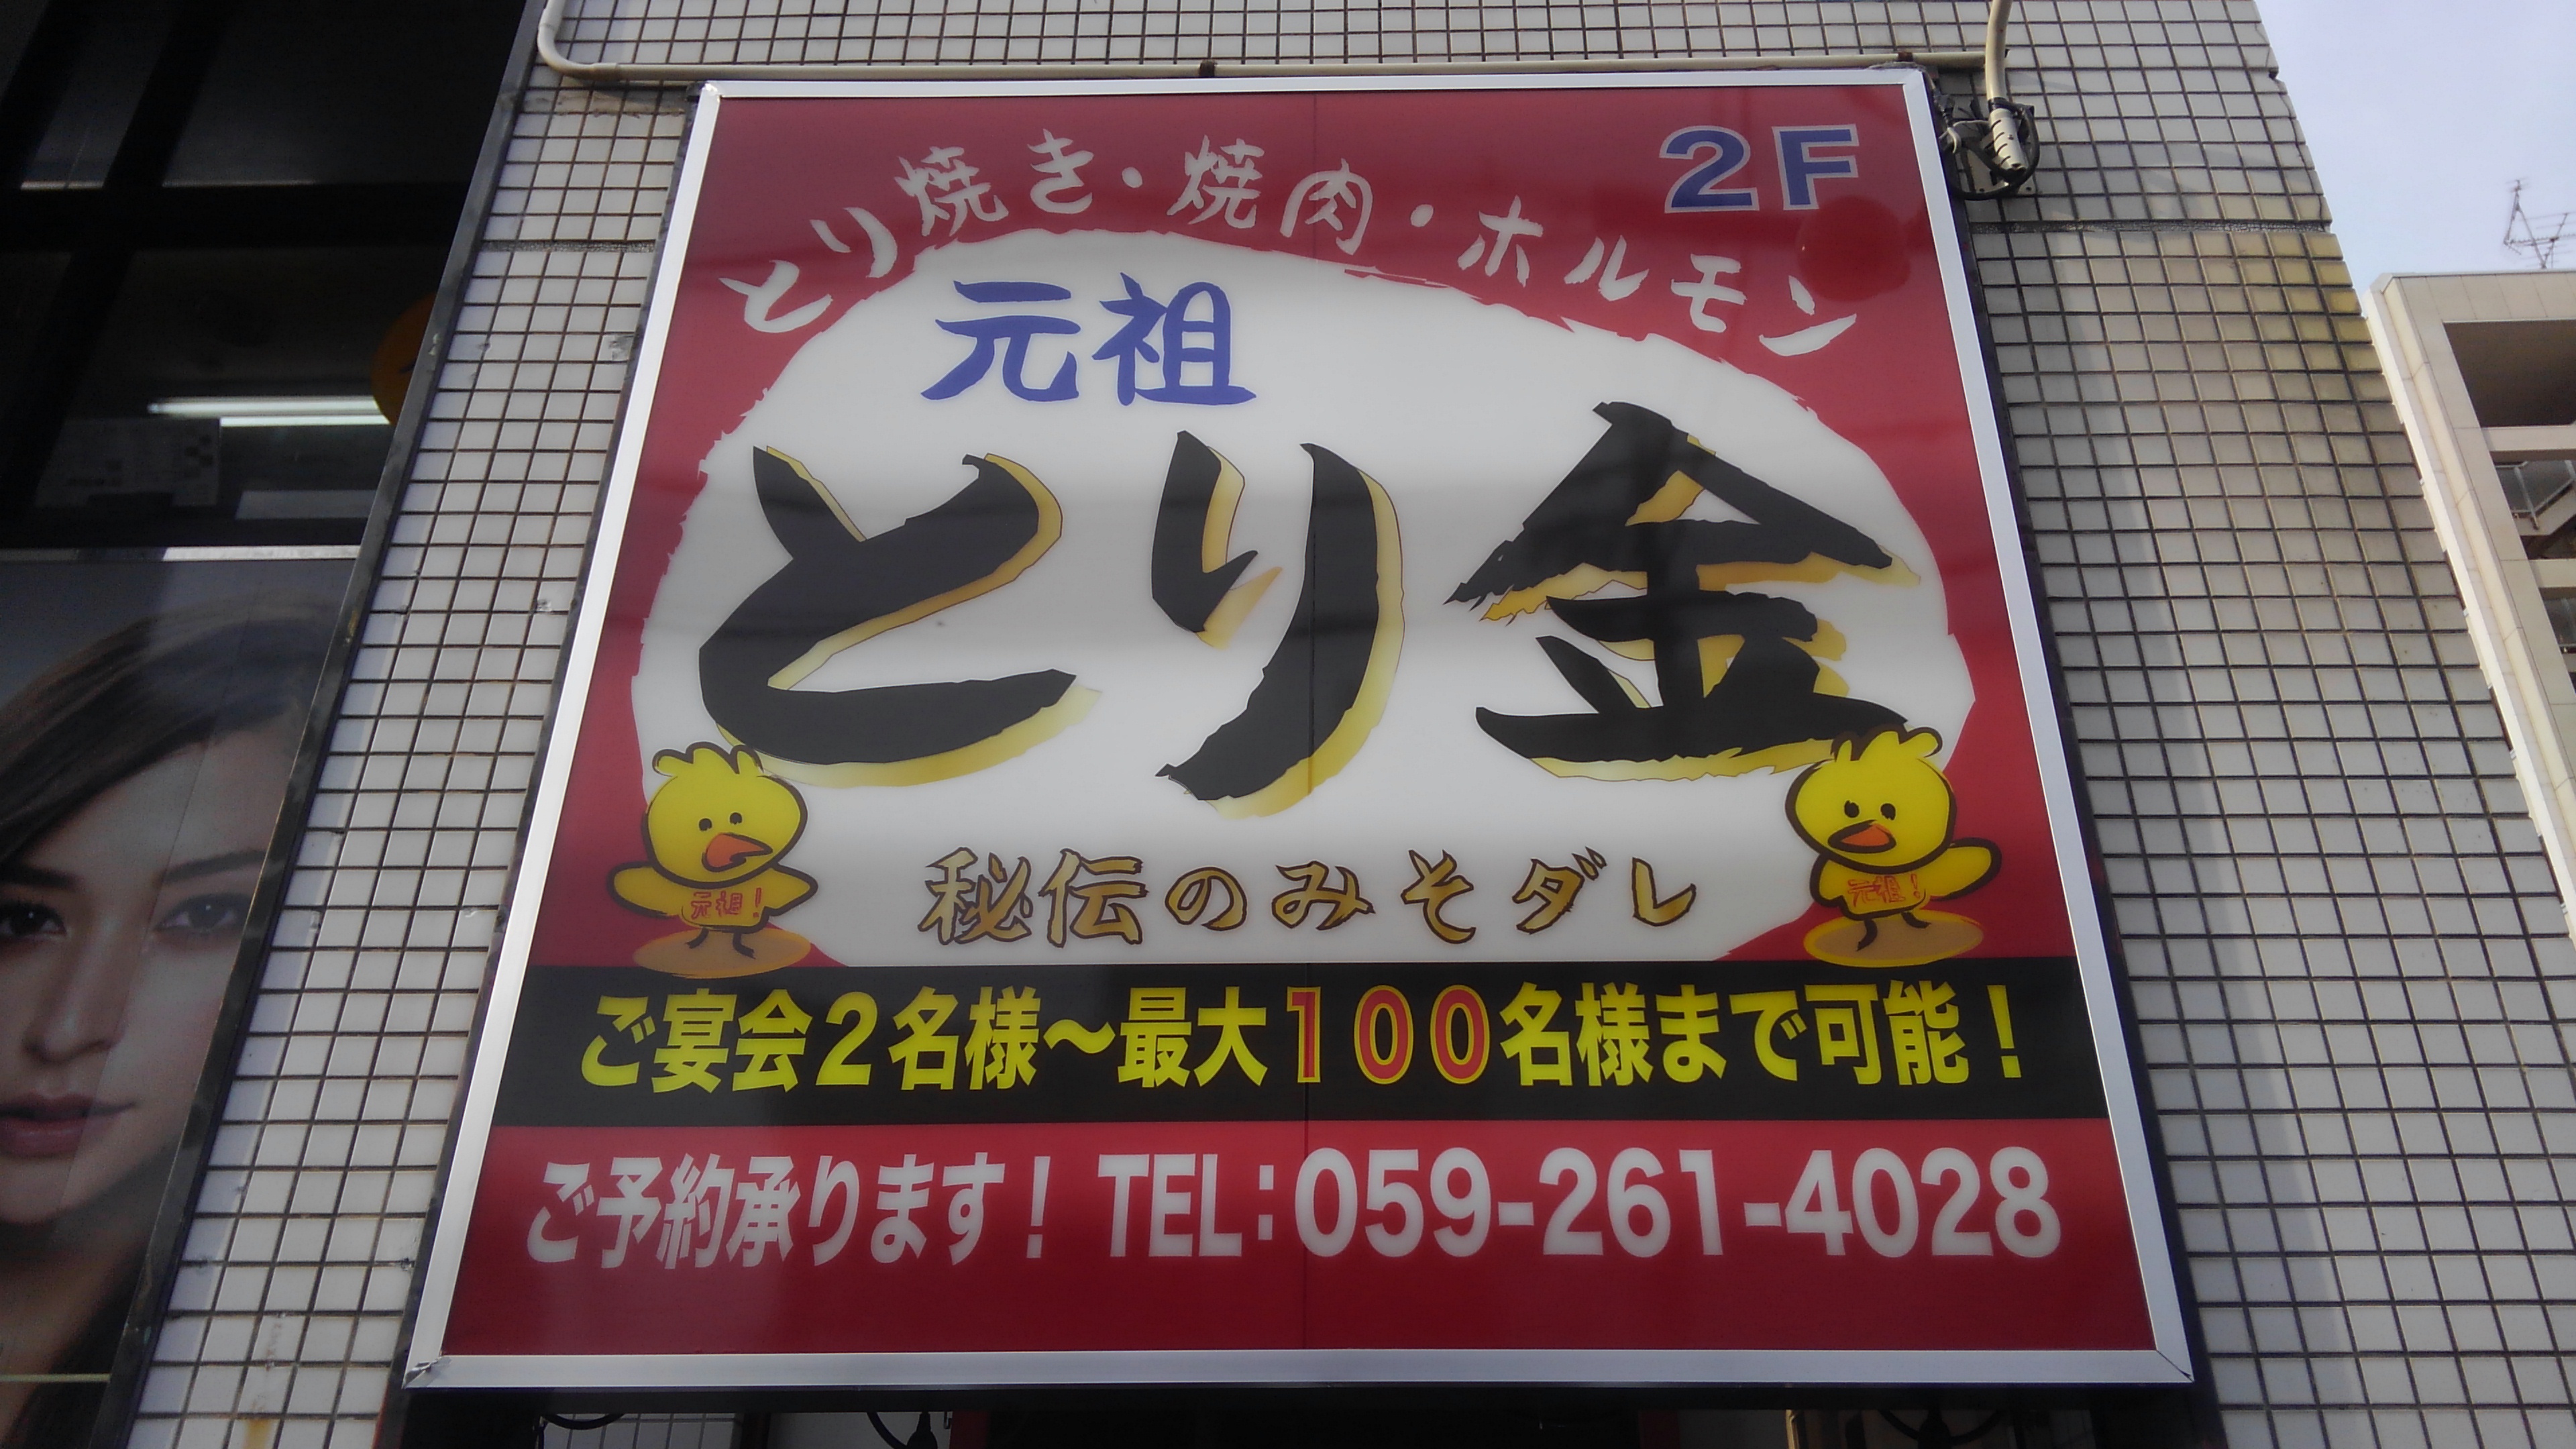 2F
とり焼き・焼肉・ホルモン
元祖
とり金
秘伝のみそダレ
元祖!
元祖!
ご宴会2名様~最大100名様まで可能!
ご予約承ります! TEL:059-261-4028